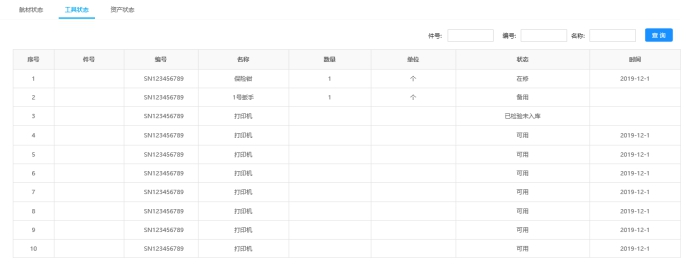 航材状态 工具状态 资产状态
件号: 编号: 名称: 查 询
序号 件号 编号 名称 数量 单位 状态 时间
1 SN123456789 1 个 在修 2019-12-1
2 SN123456789 1号扳手 1 个 备用
3 SN123456789 打印机 已检验未入库
4 SN123456789 打印机 可用 2019-12-1
5 SN123456789 打印机 可用 2019-12-1
6 SN123456789 打印机 可用 2019-12-1
7 SN123456789 打印机 可用 2019-12-1
8 SN123456789 打印机 可用 2019-12-1
9 SN123456789 打印机 可用 2019-12-1
10 SN123456789 打印机 可用 2019-12-1